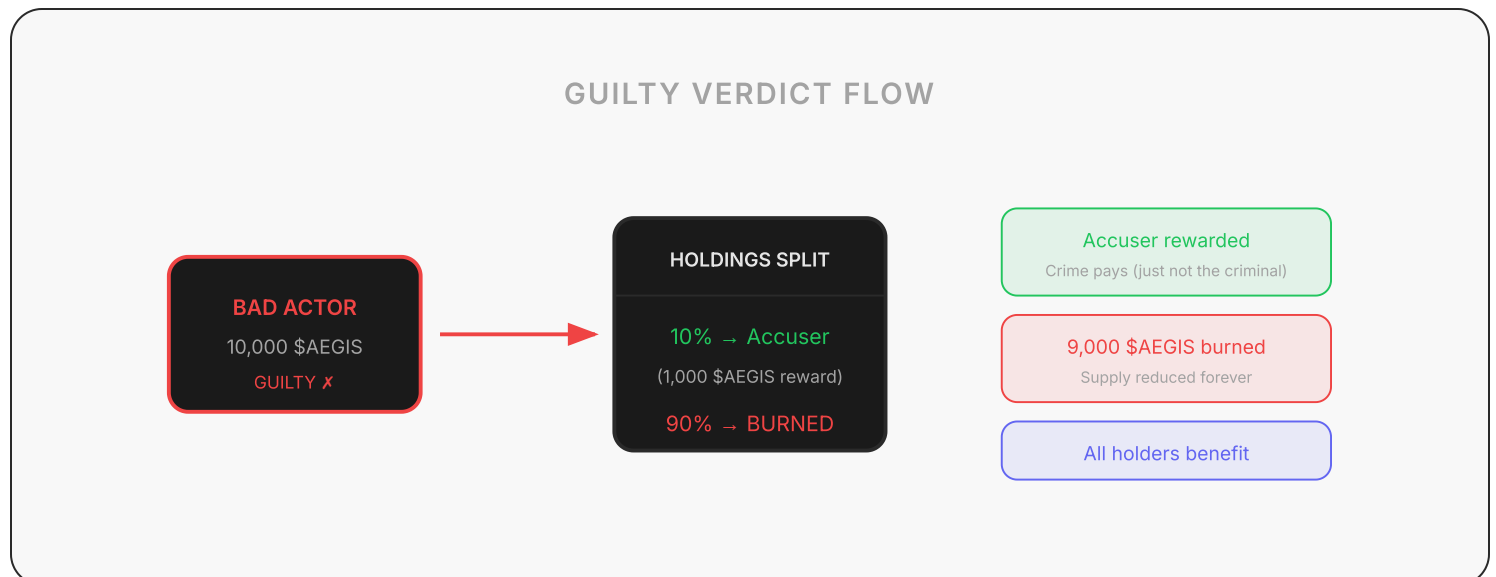 GUILTY VERDICT FLOW
BAD ACTOR
10,000 $AEGIS
GUILTY ✗
HOLDINGS SPLIT
10% → Accuser
(1,000 $AEGIS reward)
90% → BURNED
Accuser rewarded
Crime pays (just not the criminal)
9,000 $AEGIS burned
Supply reduced forever
All holders benefit